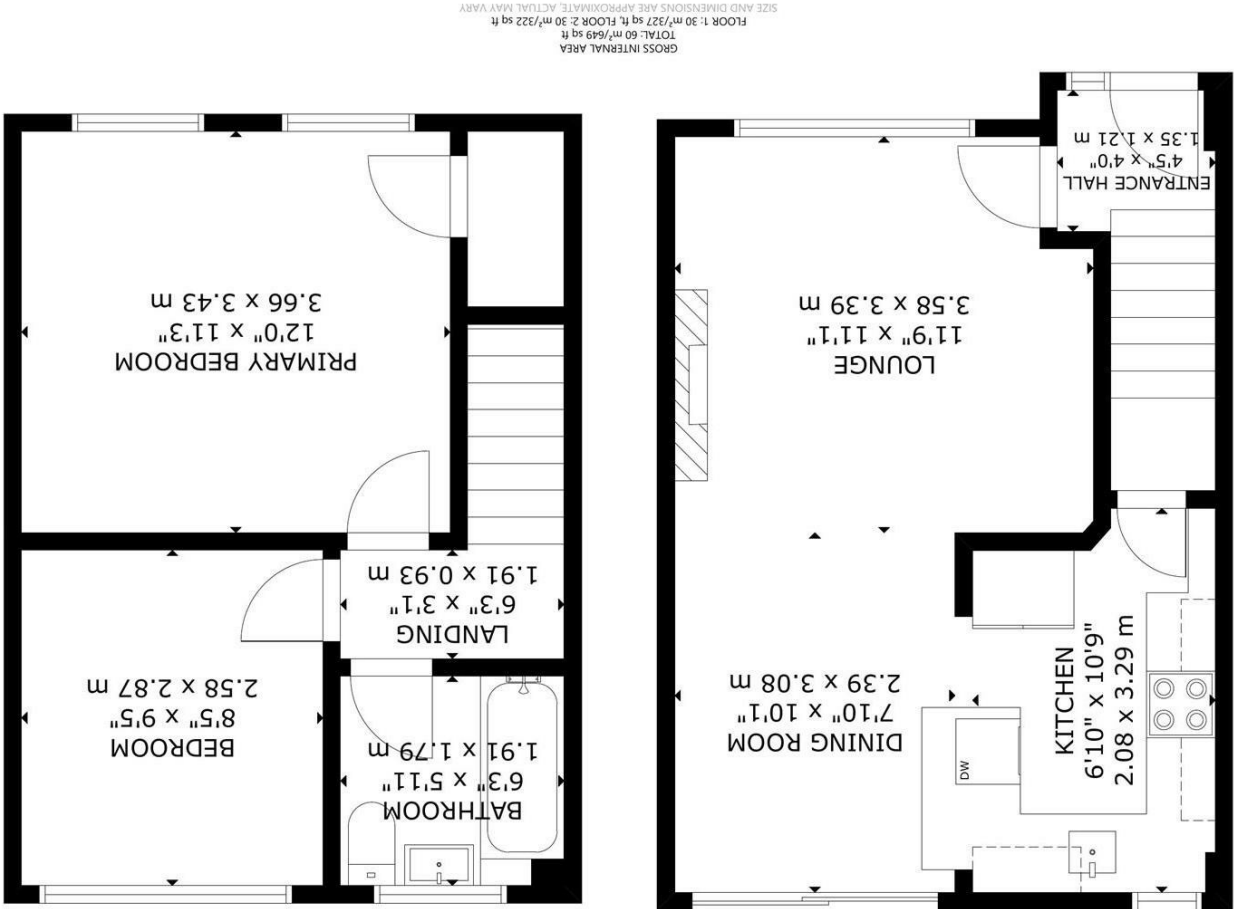 GROSS INTERNAL AREA
TOTAL: 60 m²/649 sq ft
FLOOR 1: 30 m²/327 sq ft, FLOOR 2: 30 m²/322 sq ft
SIZE AND DIMENSIONS ARE APPROXIMATE, ACTUAL MAY VARY
PRIMARY BEDROOM
12'0" x 11'3"
3.66 x 3.43 m
LANDING
6'3" x 3'1"
1.91 x 0.93 m
BEDROOM
8'5" x 9'5"
2.58 x 2.87 m
BATHROOM
6'3" x 5'11"
1.91 x 1.79 m
ENTRANCE HALL
4'5" x 4'0"
1.35 x 1.21 m
LOUNGE
11'9" x 11'1"
3.58 x 3.39 m
DINING ROOM
7'10" x 10'1"
2.39 x 3.08 m
KITCHEN
6'10" x 10'9"
2.08 x 3.29 m
DW